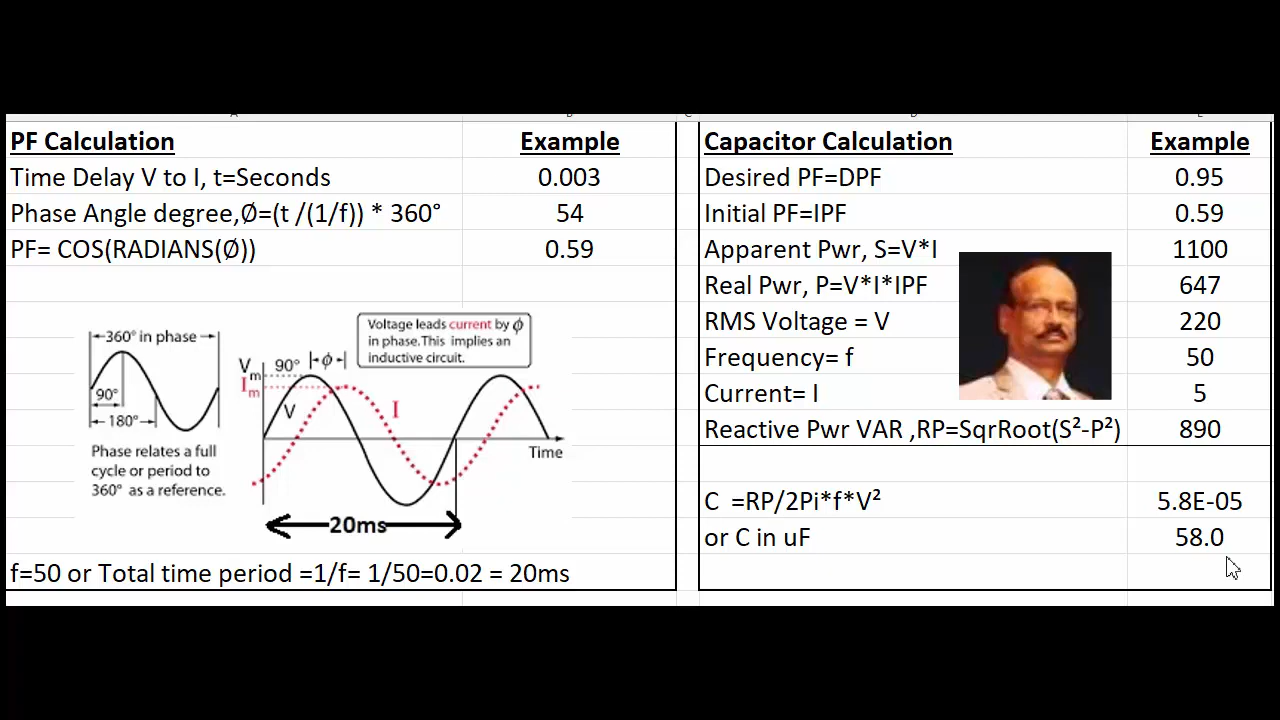 PF Calculation Example
Time Delay V to I, t=Seconds 0.003
Phase Angle degree,Ø=(t /(1/f)) * 360° 54
PF= COS(RADIANS(Ø)) 0.59
360° in phase
90°
180°
Phase relates a full
cycle or period to
360° as a reference.
Voltage leads current by ϕ
in phase.This implies an
inductive circuit.
Vm 90° ϕ
Im
V
I
Time
20ms
f=50 or Total time period =1/f= 1/50=0.02 = 20ms
Capacitor Calculation Example
Desired PF=DPF 0.95
Initial PF=IPF 0.59
Apparent Pwr, S=V*I 1100
Real Pwr, P=V*I*IPF 647
RMS Voltage = V 220
Frequency= f 50
Current= I 5
Reactive Pwr VAR ,RP=SqrRoot(S²-P²) 890
C =RP/2Pi*f*V² 5.8E-05
or C in uF 58.0